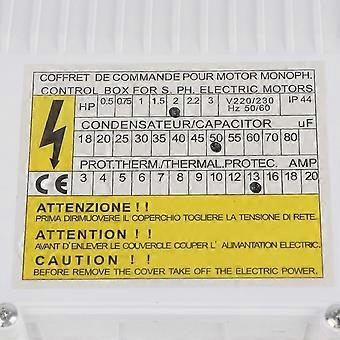 COFFRET DE COMMANDE POUR MOTOR MONOPH.
CONTROL BOX FOR S. PH. ELECTRIC MOTORS
HP 0.5 0.75 1 1.5 2 2.2 3 V220/230 Hz 50/60 IP 44
CONDENSATEUR/CAPACITOR uF
18 20 25 30 35 40 45 50 55 60 70 80
PROT.THERM./THERMAL.PROTEC. AMP.
CE 3 4 5 6 7 8 9 10 12 13 16 18 20
ATTENZIONE ! !
PRIMA DIRIMUOVERE IL COPERCHIO TOGLIERE LA TENSIONE DI RETE.
ATTENTION ! !
AVANT D'ENLEVER LE COUVERCLE COUPER L' ALIMANTATION ELECTRIC.
CAUTION ! !
BEFORE REMOVE THE COVER TAKE OFF THE ELECTRIC POWER.